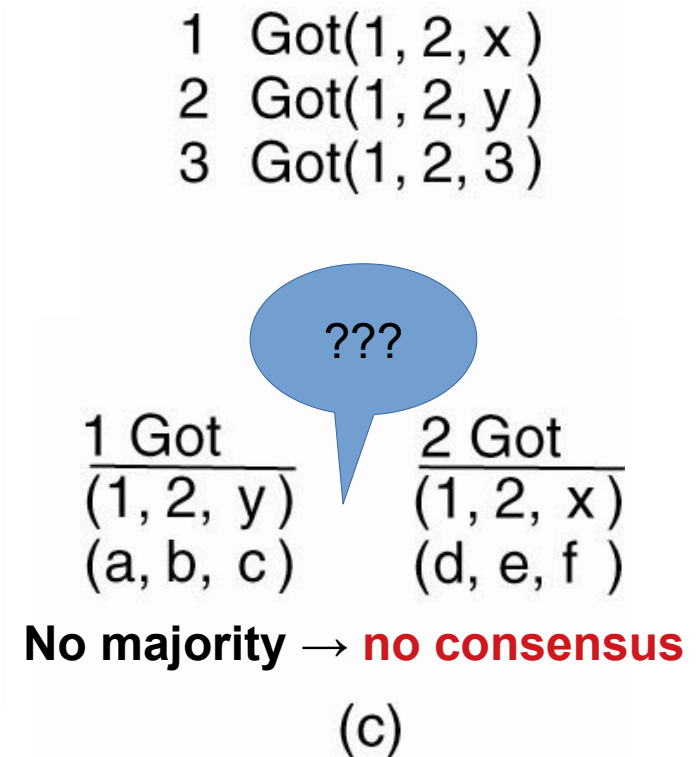 1 Got(1, 2, x )
2 Got(1, 2, y )
3 Got(1, 2, 3 )
???
1 Got
(1, 2, y )
(a, b, c )
2 Got
(1, 2, x )
(d, e, f )
No majority → no consensus
(c)